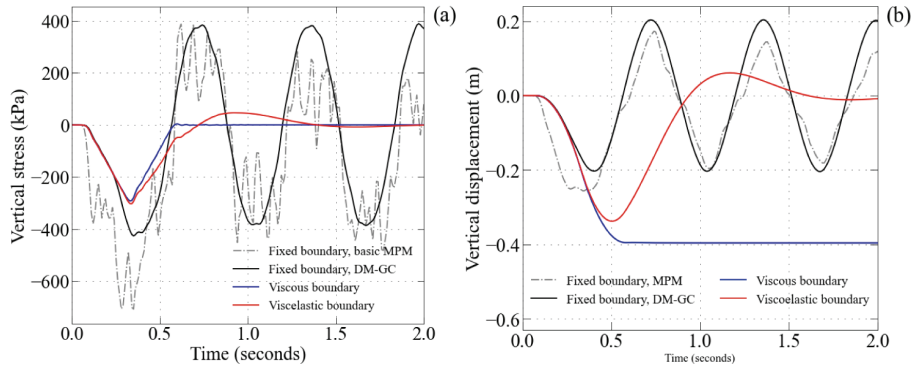 (a)
Vertical stress (kPa)
400
200
0
−200
−400
−600
Fixed boundary, basic MPM
Fixed boundary, DM-GC
Viscous boundary
Viscelastic boundary
0.0 0.5 1.0 1.5 2.0
Time (seconds)
(b)
Vertical displacement (m)
0.2
0.0
−0.2
−0.4
−0.6
Fixed boundary, MPM
Fixed boundary, DM-GC
Viscous boundary
Viscoelastic boundary
0.0 0.5 1.0 1.5 2.0
Time (seconds)